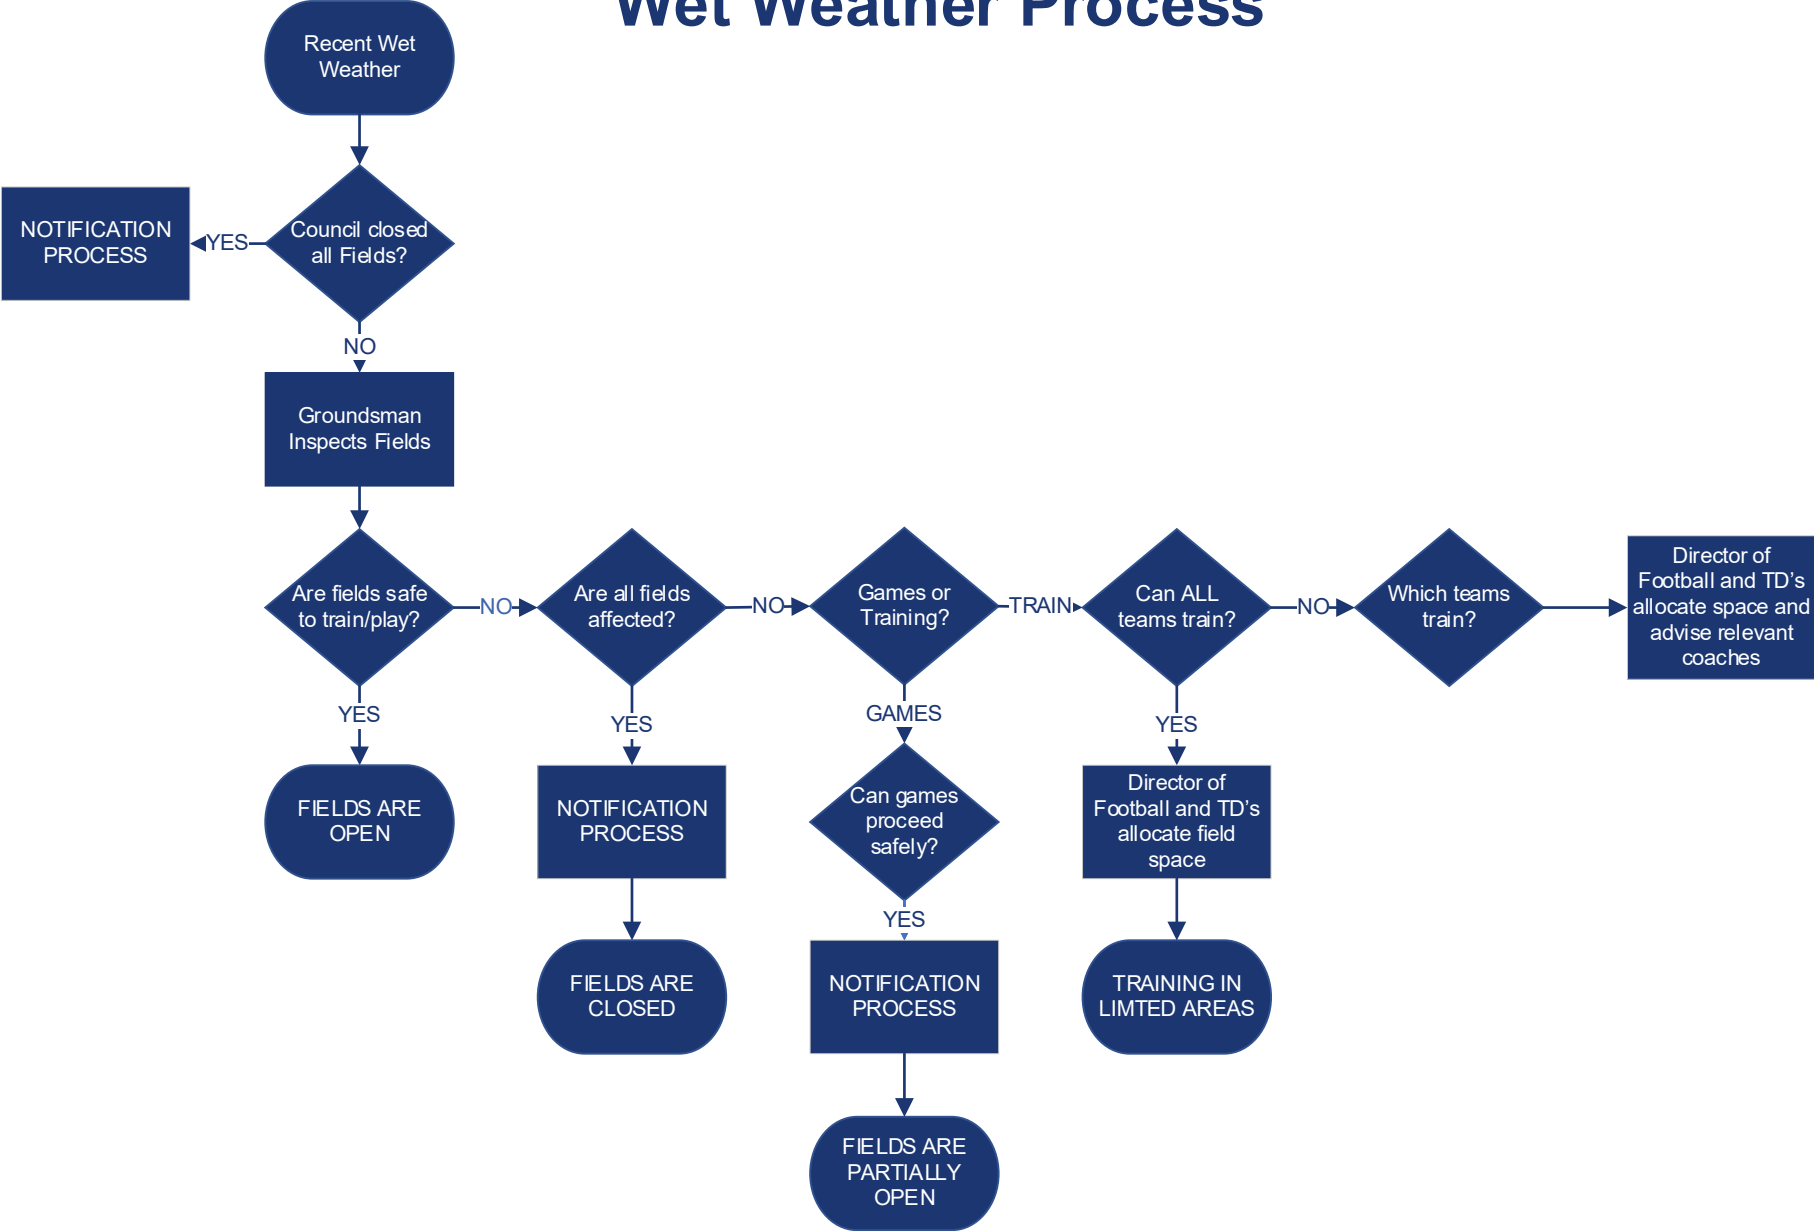 Wet Weather Process
Recent Wet
Weather
Council closed
all Fields?
YES
NOTIFICATION
PROCESS
NO
Groundsman
Inspects Fields
Are fields safe
to train/play?
NO
Are all fields
affected?
NO
Games or
Training?
TRAIN
Can ALL
teams train?
NO
Which teams
train?
Director of
Football and TD's
allocate space and
advise relevant
coaches
YES
FIELDS ARE
OPEN
YES
NOTIFICATION
PROCESS
FIELDS ARE
CLOSED
GAMES
Can games
proceed
safely?
YES
NOTIFICATION
PROCESS
FIELDS ARE
PARTIALLY
OPEN
YES
Director of
Football and TD's
allocate field
space
TRAINING IN
LIMTED AREAS